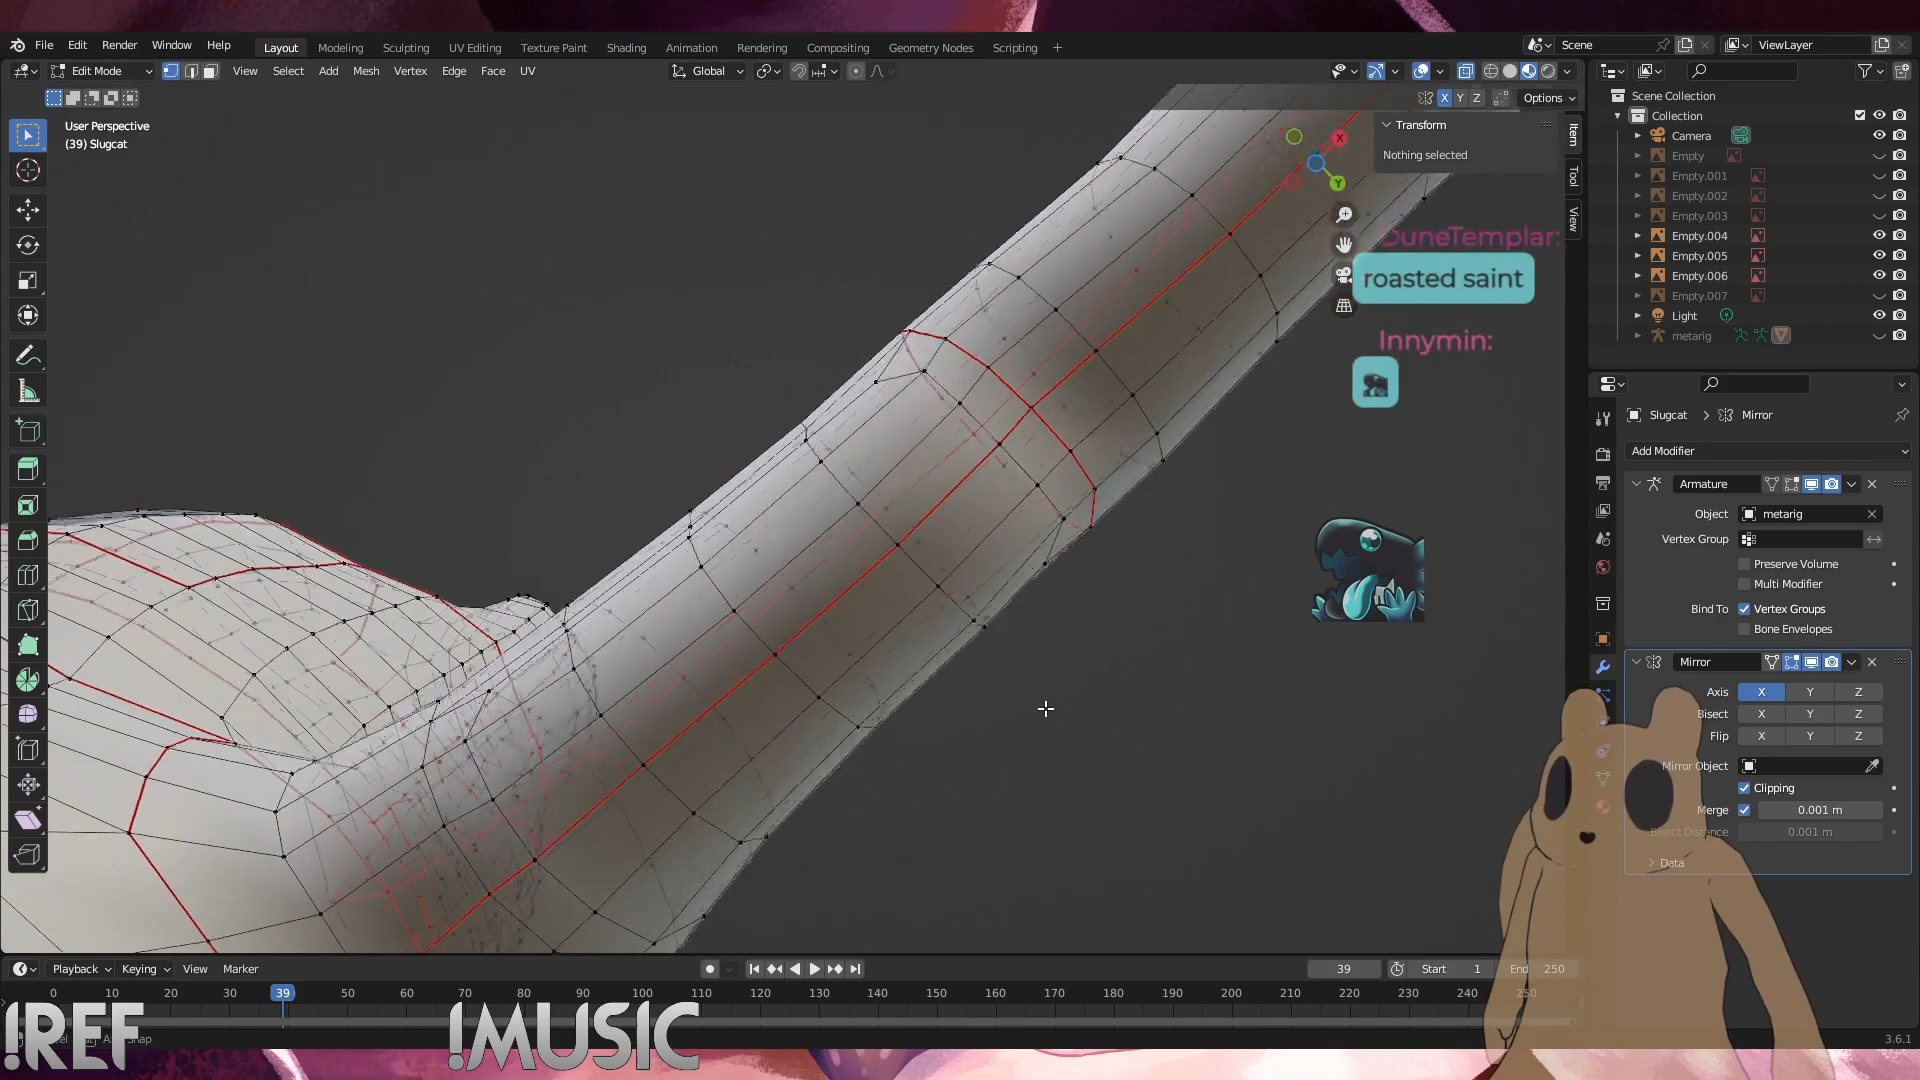 File Edit Render Window Help
Layout Modeling Sculpting UV Editing Texture Paint Shading Animation Rendering Compositing Geometry Nodes Scripting +
Scene
ViewLayer
Edit Mode
View Select Add Mesh Vertex Edge Face UV
Global
X Y Z
Options
User Perspective
(39) Slugcat
Transform
Nothing selected
Item
Tool
View
X
Y
DuneTemplar:
roasted saint
Innymin:
Scene Collection
Collection
Camera
Empty
Empty.001
Empty.002
Empty.003
Empty.004
Empty.005
Empty.006
Empty.007
Light
metarig
Slugcat > Mirror
Add Modifier
Armature
Object metarig
Vertex Group
Preserve Volume
Multi Modifier
Bind To Vertex Groups
Bone Envelopes
Mirror
Axis X Y Z
Bisect X Y Z
Flip X Y Z
Mirror Object
Clipping
Merge 0.001 m
Bisect Distance 0.001 m
Data
Playback Keying View Marker
39
Start 1
End 250
0 10 20 30 39 50 60 70 80 90 100 110 120 130 140 150 160 170 180 190 200 210 220 230 240 250
!REF
!MUSIC
Snap
3.6.1